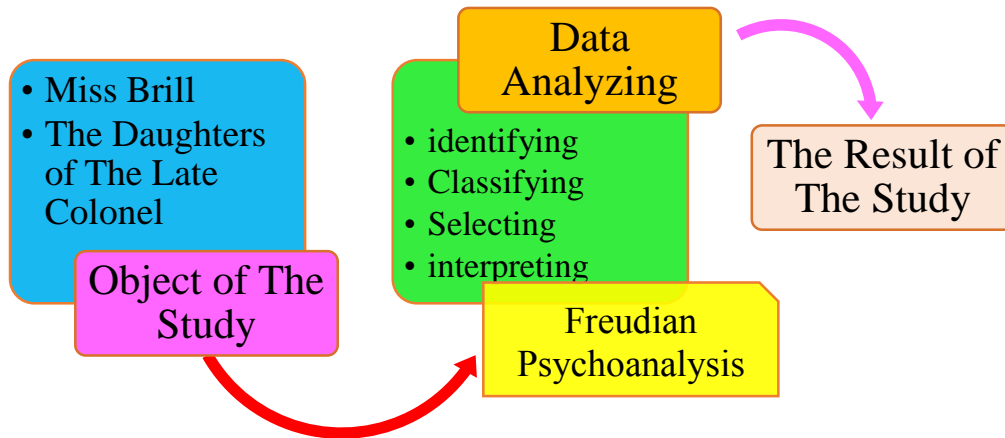 • Miss Brill
• The Daughters
of The Late
Colonel
Object of The
Study
Data
Analyzing
• identifying
• Classifying
• Selecting
• interpreting
Freudian
Psychoanalysis
The Result of
The Study